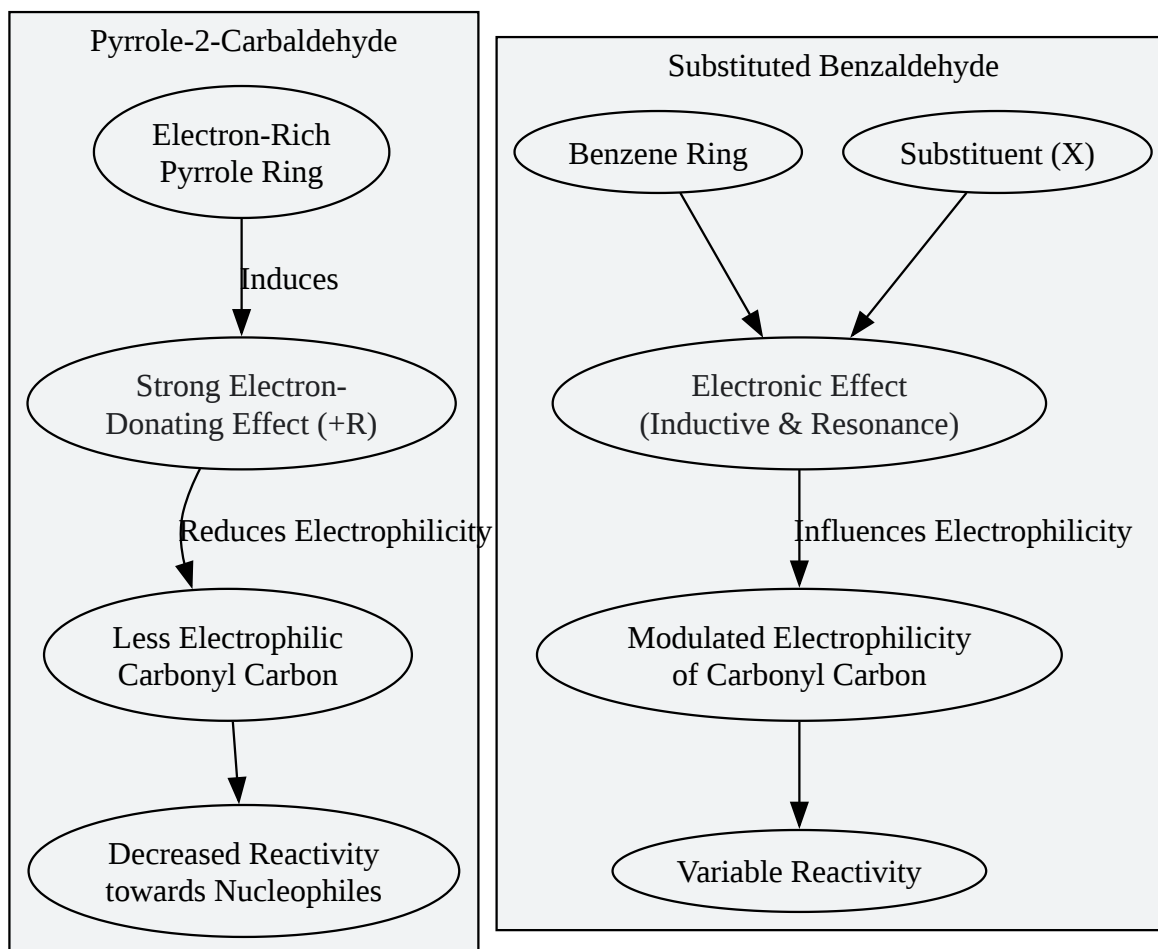 Pyrrole-2-Carbaldehyde
Electron-Rich
Pyrrole Ring
Induces
Strong Electron-
Donating Effect (+R)
Reduces Electrophilicity
Less Electrophilic
Carbonyl Carbon
Decreased Reactivity
towards Nucleophiles
Substituted Benzaldehyde
Benzene Ring
Substituent (X)
Electronic Effect
(Inductive & Resonance)
Influences Electrophilicity
Modulated Electrophilicity
of Carbonyl Carbon
Variable Reactivity